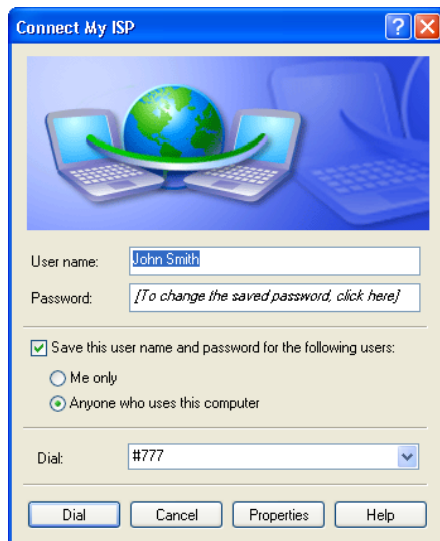 Connect My ISP
User name: John Smith
Password: [To change the saved password, click here]
Save this user name and password for the following users:
Me only
Anyone who uses this computer
Dial: #777
Dial Cancel Properties Help